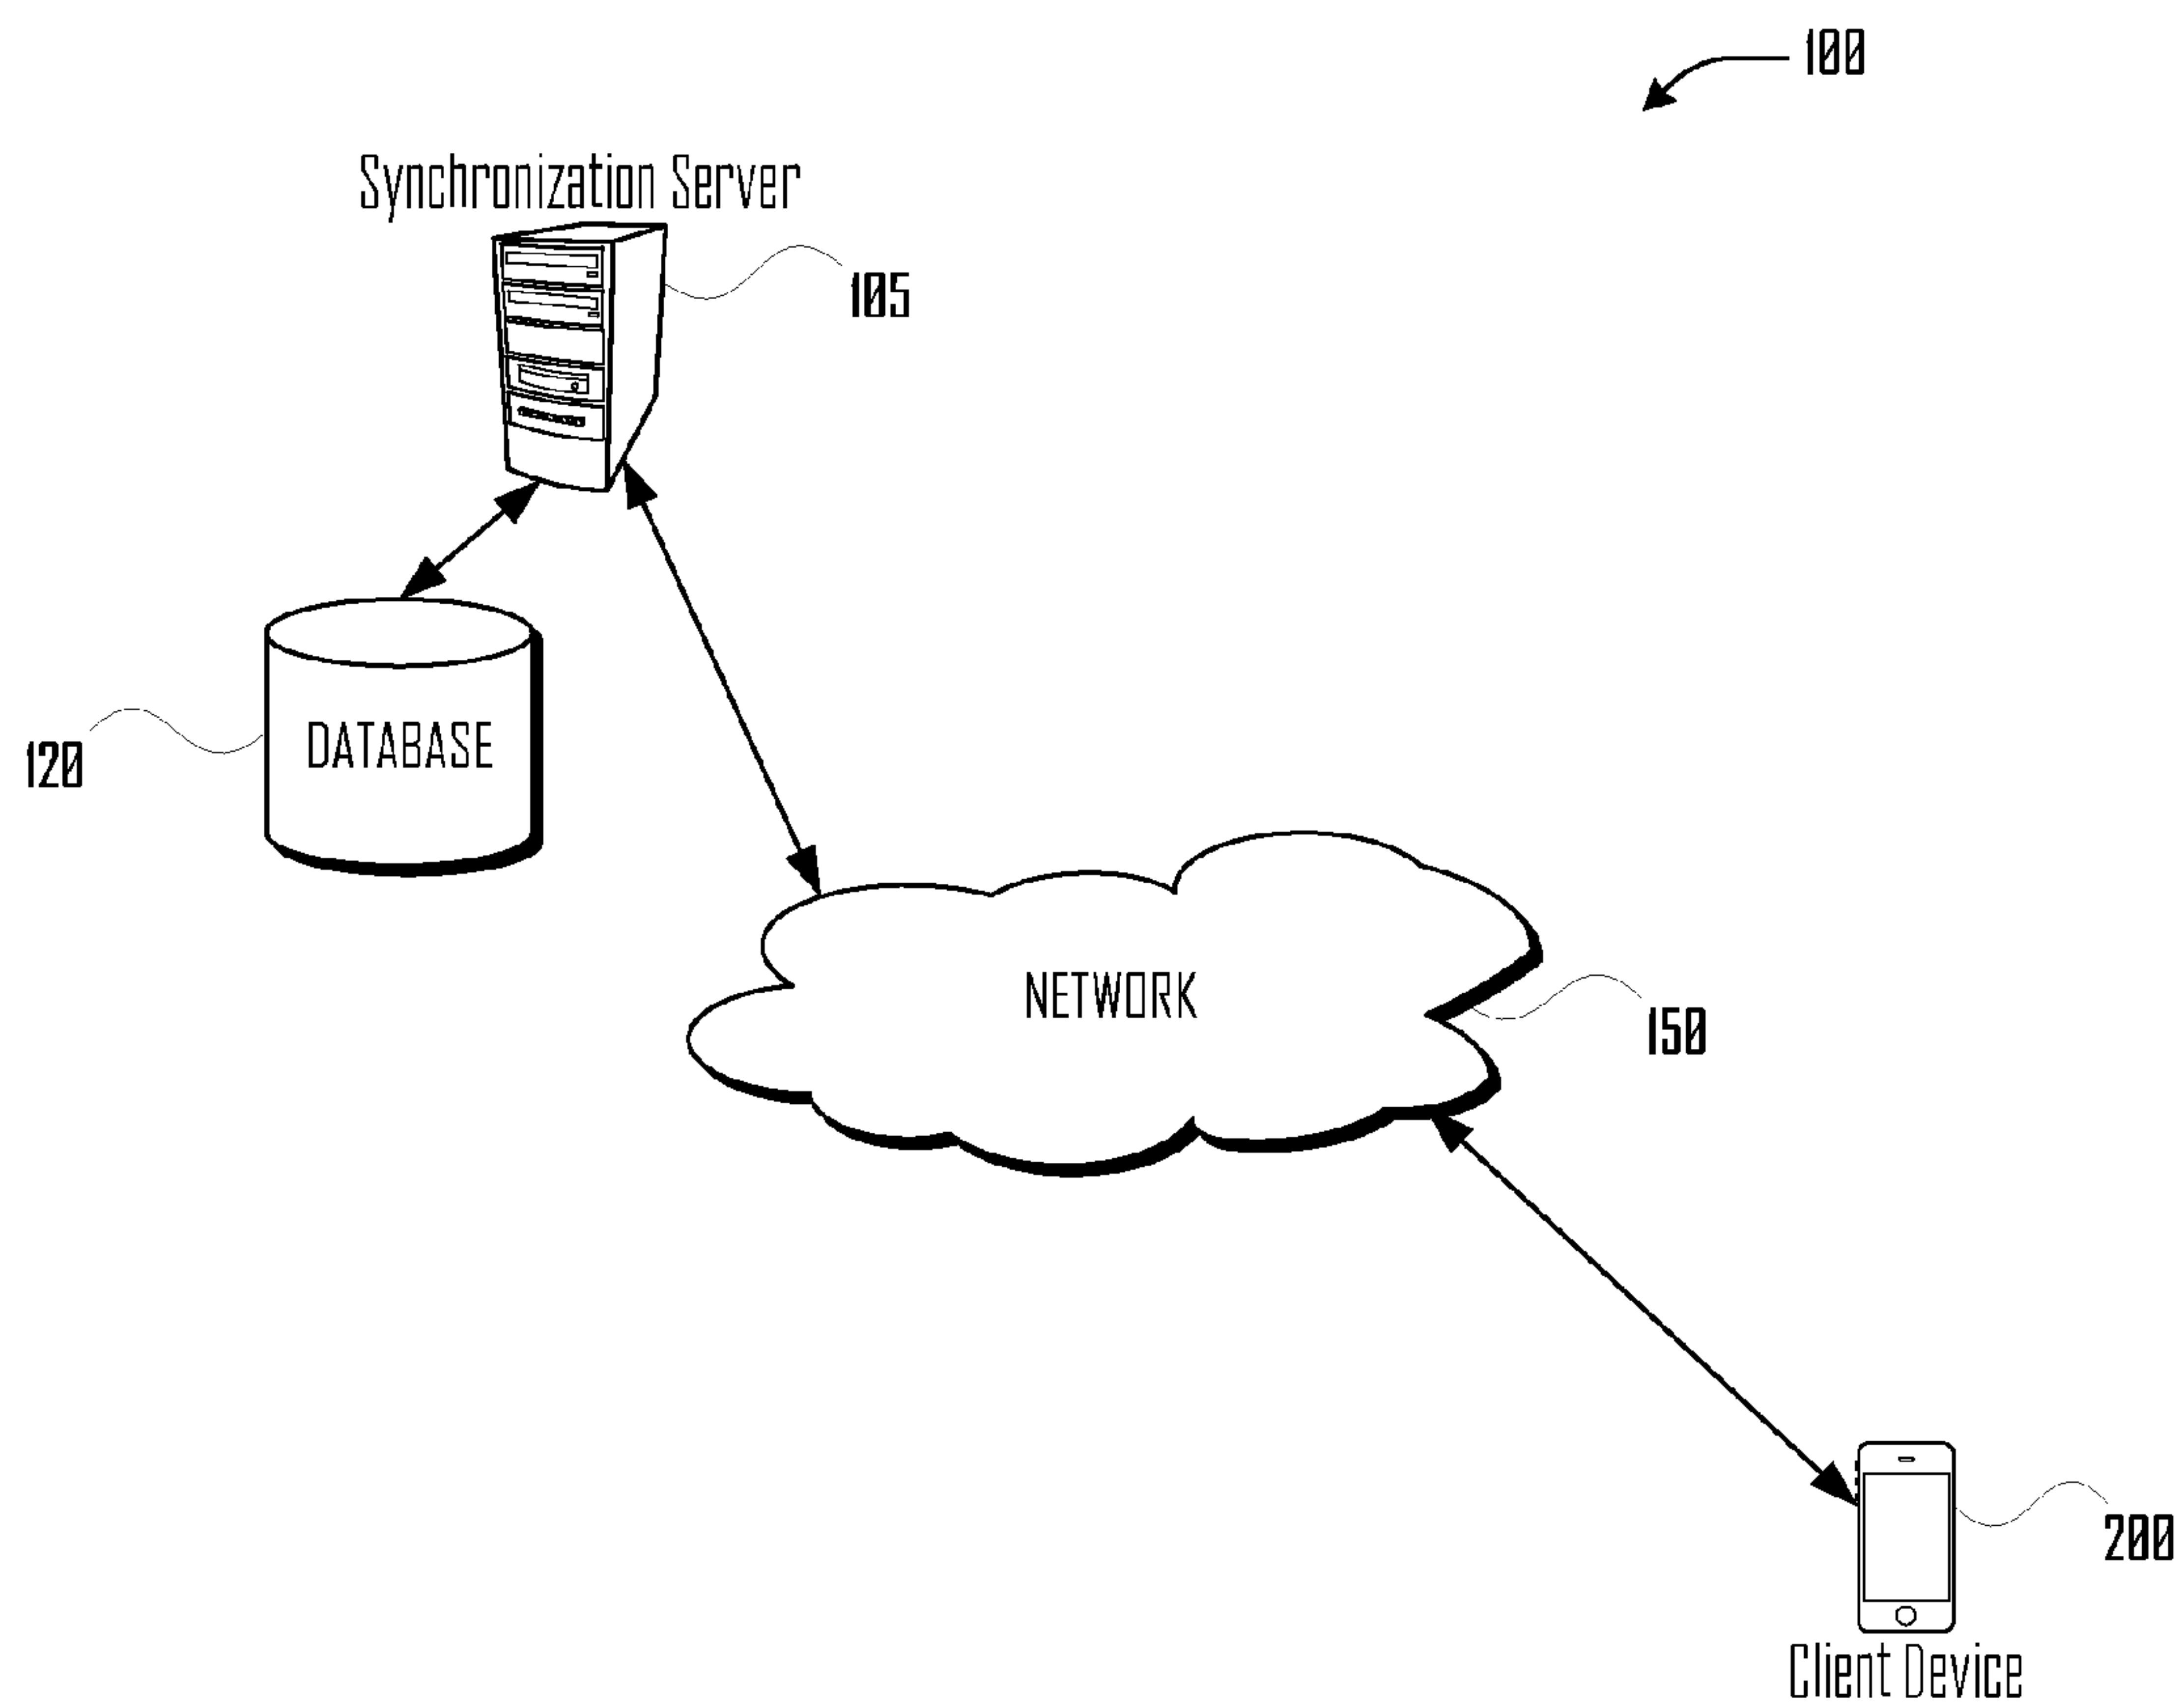 100
Synchronization Server
105
DATABASE
120
NETWORK
150
200
Client Device